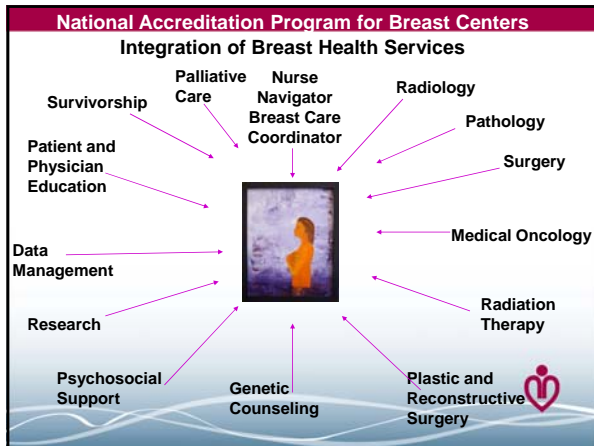 National Accreditation Program for Breast Centers
Integration of Breast Health Services
Palliative
Care
Nurse
Navigator
Breast Care
Coordinator
Radiology
Survivorship
Pathology
Patient and
Physician
Education
Surgery
Medical Oncology
Data
Management
Research
Radiation
Therapy
Psychosocial
Support
Genetic
Counseling
Plastic and
Reconstructive
Surgery